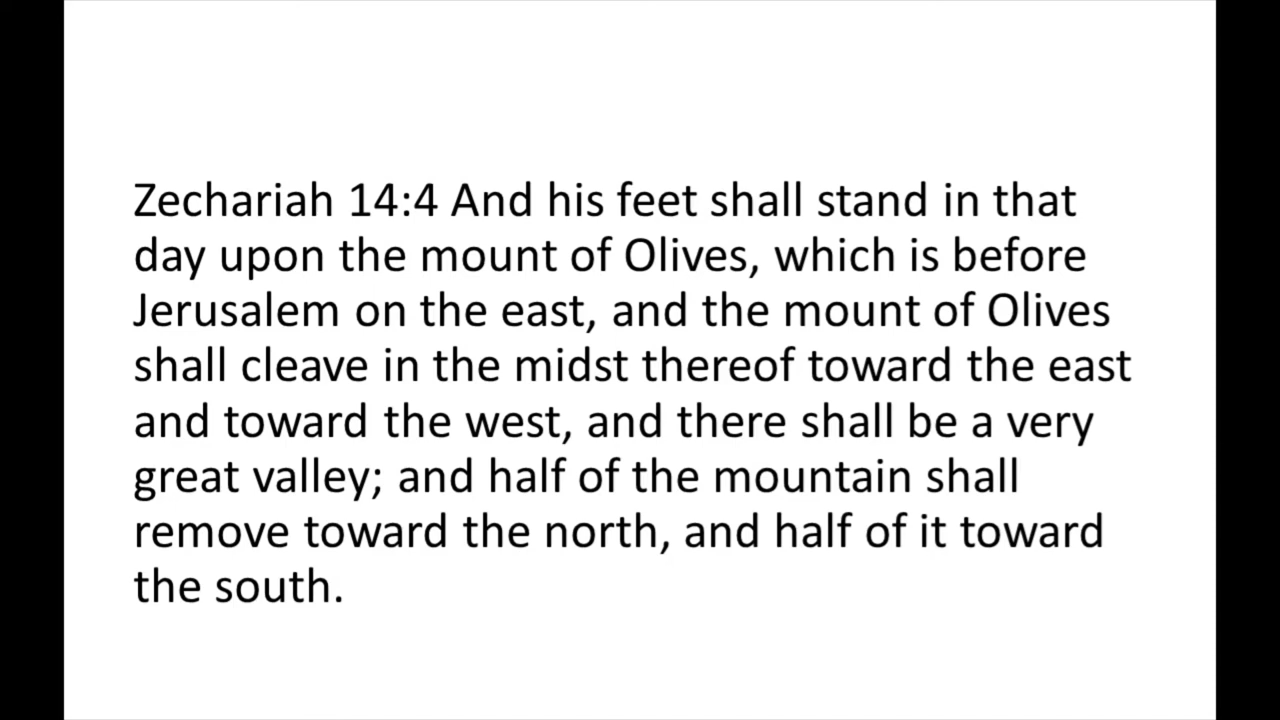 Zechariah 14:4 And his feet shall stand in that
day upon the mount of Olives, which is before
Jerusalem on the east, and the mount of Olives
shall cleave in the midst thereof toward the east
and toward the west, and there shall be a very
great valley; and half of the mountain shall
remove toward the north, and half of it toward
the south.